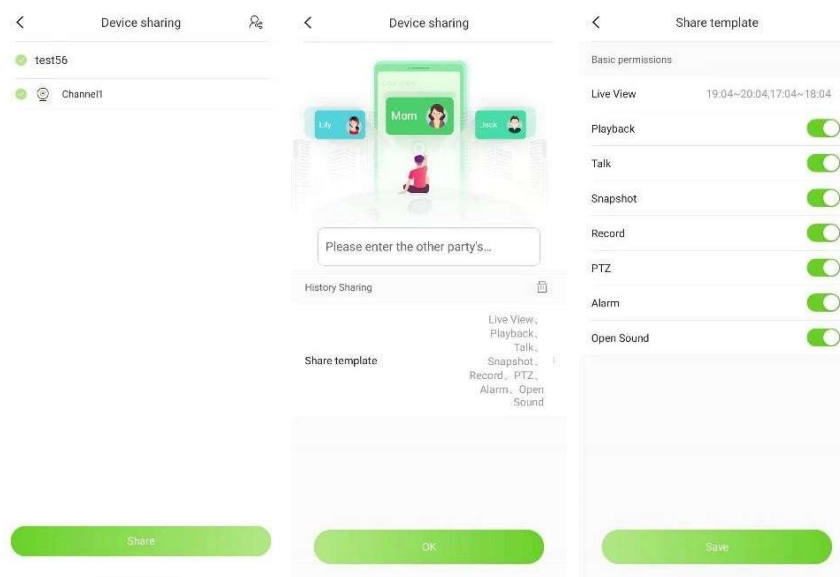 Device sharing
test56
Channel1
Share
Device sharing
Lily
Mom
Jack
Please enter the other party's...
History Sharing
Share template
Live View、
Playback、
Talk、
Snapshot、
Record、PTZ、
Alarm、Open
Sound
OK
Share template
Basic permissions
Live View 19:04~20:04,17:04~18:04
Playback
Talk
Snapshot
Record
PTZ
Alarm
Open Sound
Save